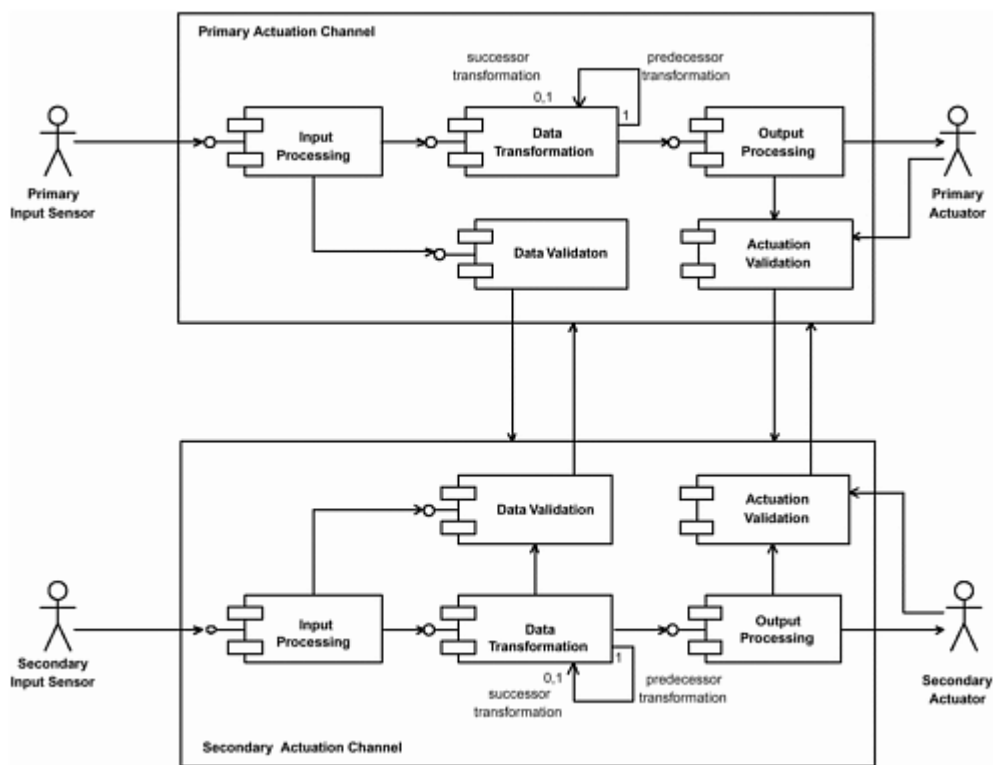 Primary Actuation Channel
successor
transformation
predecessor
transformation
0,1
1
Input
Processing
Data
Transformation
Output
Processing
Primary
Input Sensor
Primary
Actuator
Data Validaton
Actuation
Validation
Data Validation
Actuation
Validation
Input
Processing
Data
Transformation
Output
Processing
Secondary
Input Sensor
Secondary
Actuator
1
0,1
successor
transformation
predecessor
transformation
Secondary Actuation Channel